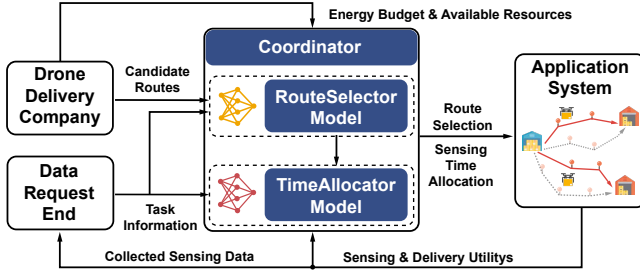 Energy Budget & Available Resources
Coordinator
Drone
Delivery
Company
Candidate
Routes
RouteSelector
Model
Application
System
Route
Selection
Sensing
Time
Allocation
Data
Request
End
Task
Information
TimeAllocator
Model
Collected Sensing Data
Sensing & Delivery Utilitys